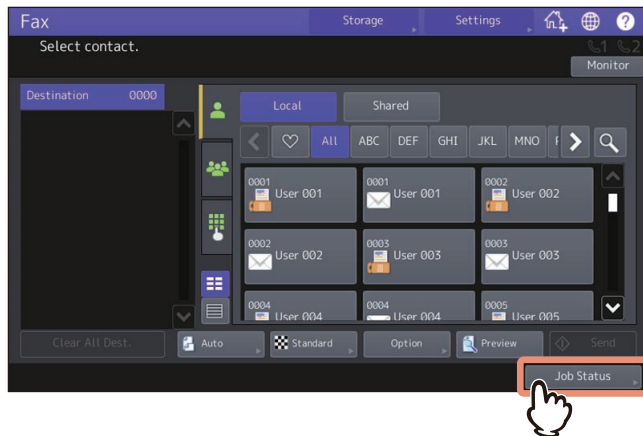 Fax
Storage
Settings
?
Select contact.
1 2
Monitor
Destination 0000
Local
Shared
All
ABC
DEF
GHI
JKL
MNO
0001
User 001
0001
User 001
0002
User 002
0002
User 002
0003
User 003
0003
User 003
0004
User 004
0004
User 004
0005
User 005
Clear All Dest.
Auto
Standard
Option
Preview
Send
Job Status